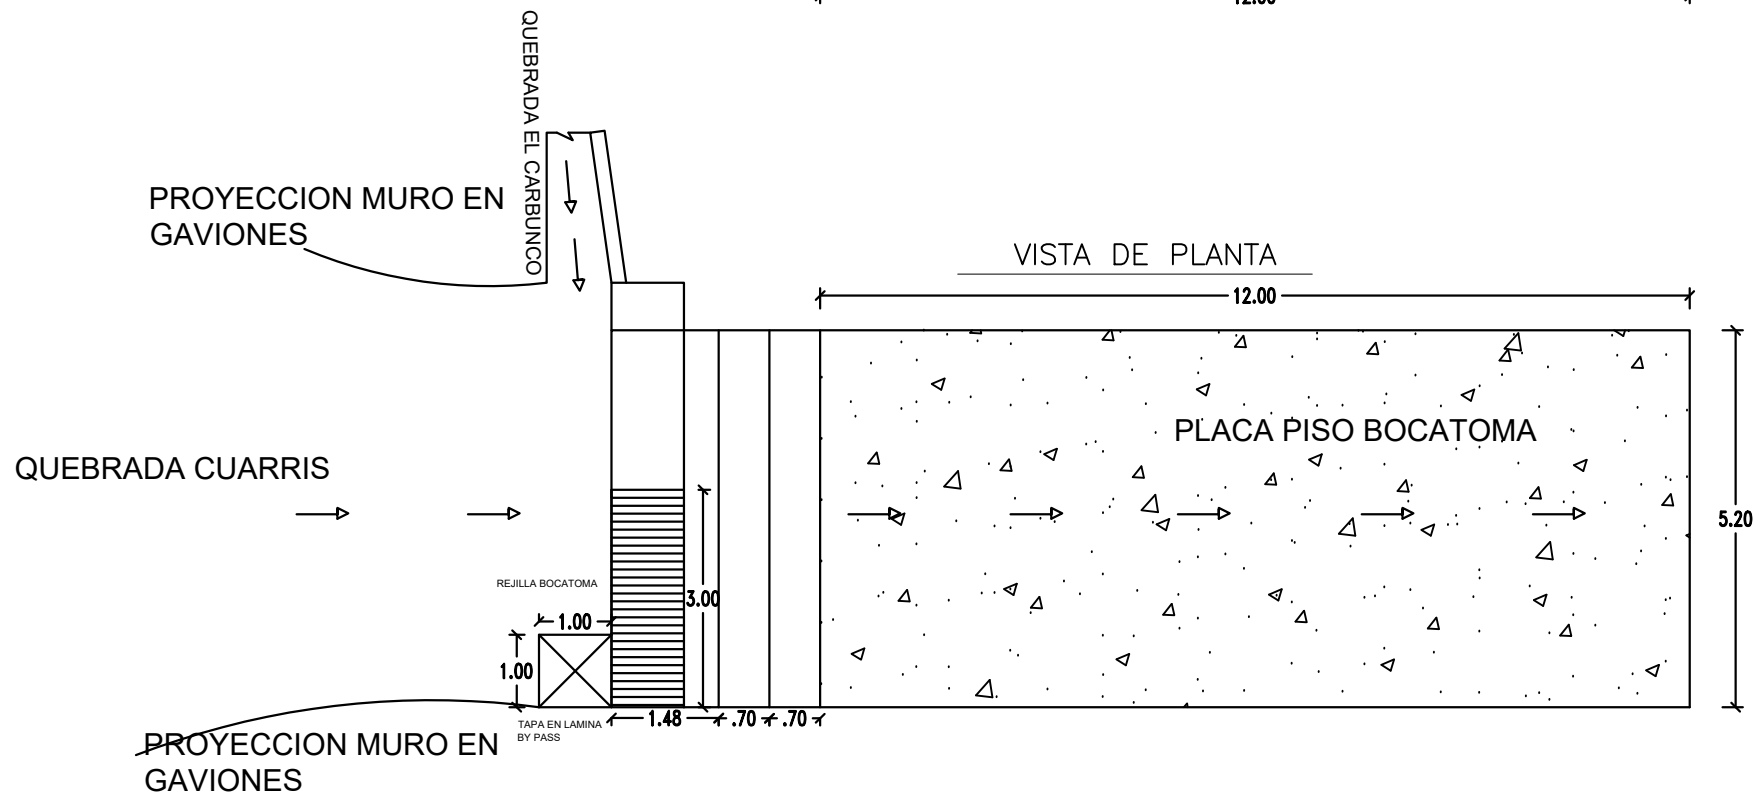 12.00
QUEBRADA EL CARBUNCO
PROYECCION MURO EN
GAVIONES
VISTA DE PLANTA
12.00
PLACA PISO BOCATOMA
QUEBRADA CUARRIS
5.20
REJILLA BOCATOMA
3.00
1.00
1.00
1.48
.70
.70
TAPA EN LAMINA
BY PASS
PROYECCION MURO EN
GAVIONES